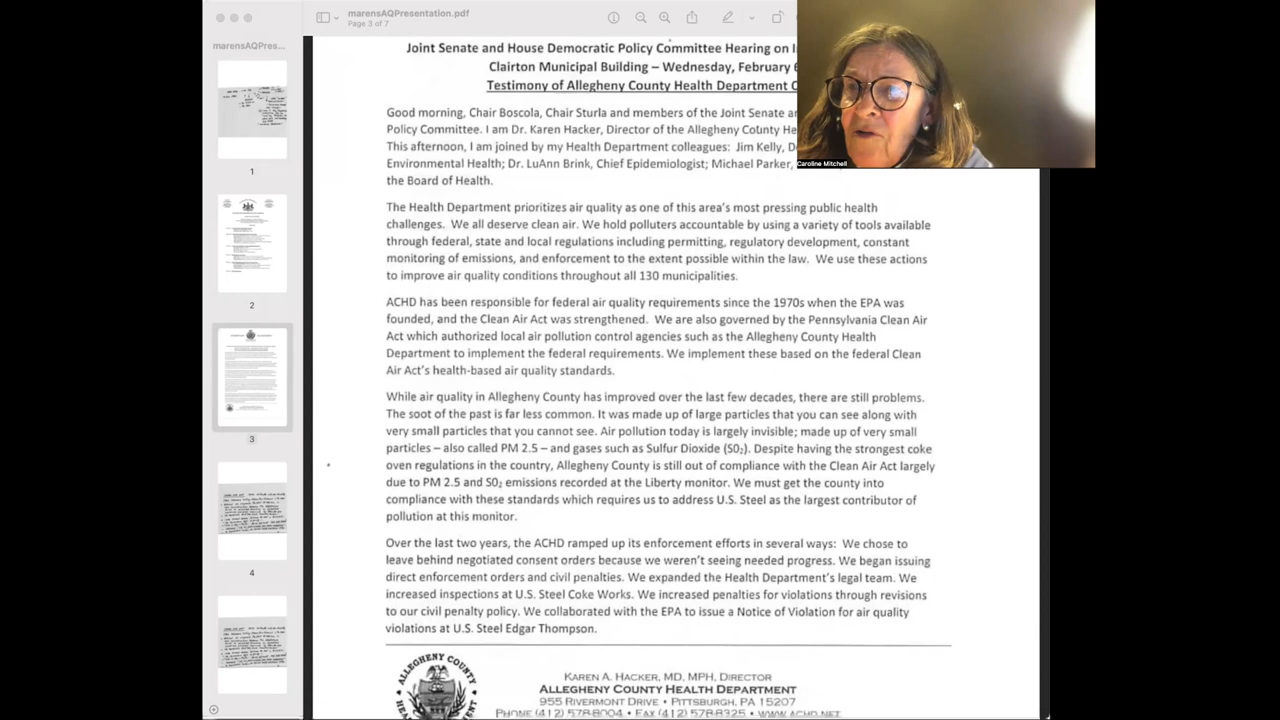 marensAQPresentation.pdf
Page 3 of 7
marensAQPres...
1
2
3
4
Joint Senate and House Democratic Policy Committee Hearing on
Clairton Municipal Building – Wednesday, February
Testimony of Allegheny County Health Department
Good morning, Chair Boscola, Chair Sturla and members of the Joint Senate
Policy Committee. I am Dr. Karen Hacker, Director of the Allegheny County
This afternoon, I am joined by my Health Department colleagues: Jim Kelly,
Environmental Health; Dr. LuAnn Brink, Chief Epidemiologist; Michael Parker,
the Board of Health.
The Health Department prioritizes air quality as one of this area's most pressing public health
challenges. We all deserve clean air. We hold polluters accountable by using a variety of tools available
through federal, state and local regulations including permitting, regulatory development, constant
monitoring of emissions, and enforcement to the extent possible within the law. We use these actions
to improve air quality conditions throughout all 130 municipalities.
ACHD has been responsible for federal air quality requirements since the 1970s when the EPA was
founded, and the Clean Air Act was strengthened. We are also governed by the Pennsylvania Clean Air
Act which authorized local air pollution control agencies such as the Allegheny County Health
Department to implement the federal requirements. We implement these based on the federal Clean
Air Act's health-based air quality standards.
While air quality in Allegheny County has improved over the last few decades, there are still problems.
The soot of the past is far less common. It was made up of large particles that you can see along with
very small particles that you cannot see. Air pollution today is largely invisible; made up of very small
particles – also called PM 2.5 – and gases such as Sulfur Dioxide (S0₂). Despite having the strongest coke
oven regulations in the country, Allegheny County is still out of compliance with the Clean Air Act largely
due to PM 2.5 and S0₂ emissions recorded at the Liberty monitor. We must get the county into
compliance with these standards which requires us to address U.S. Steel as the largest contributor of
pollution at this monitor.
Over the last two years, the ACHD ramped up its enforcement efforts in several ways: We chose to
leave behind negotiated consent orders because we weren't seeing needed progress. We began issuing
direct enforcement orders and civil penalties. We expanded the Health Department's legal team. We
increased inspections at U.S. Steel Coke Works. We increased penalties for violations through revisions
to our civil penalty policy. We collaborated with the EPA to issue a Notice of Violation for air quality
violations at U.S. Steel Edgar Thompson.
ALLEGHENY COUNTY
KAREN A. HACKER, MD, MPH, DIRECTOR
ALLEGHENY COUNTY HEALTH DEPARTMENT
955 RIVERMONT DRIVE • PITTSBURGH, PA 15207
PHONE (412) 578-8004 • FAX (412) 578-8325 • WWW.ACHD.NET
Caroline Mitchell